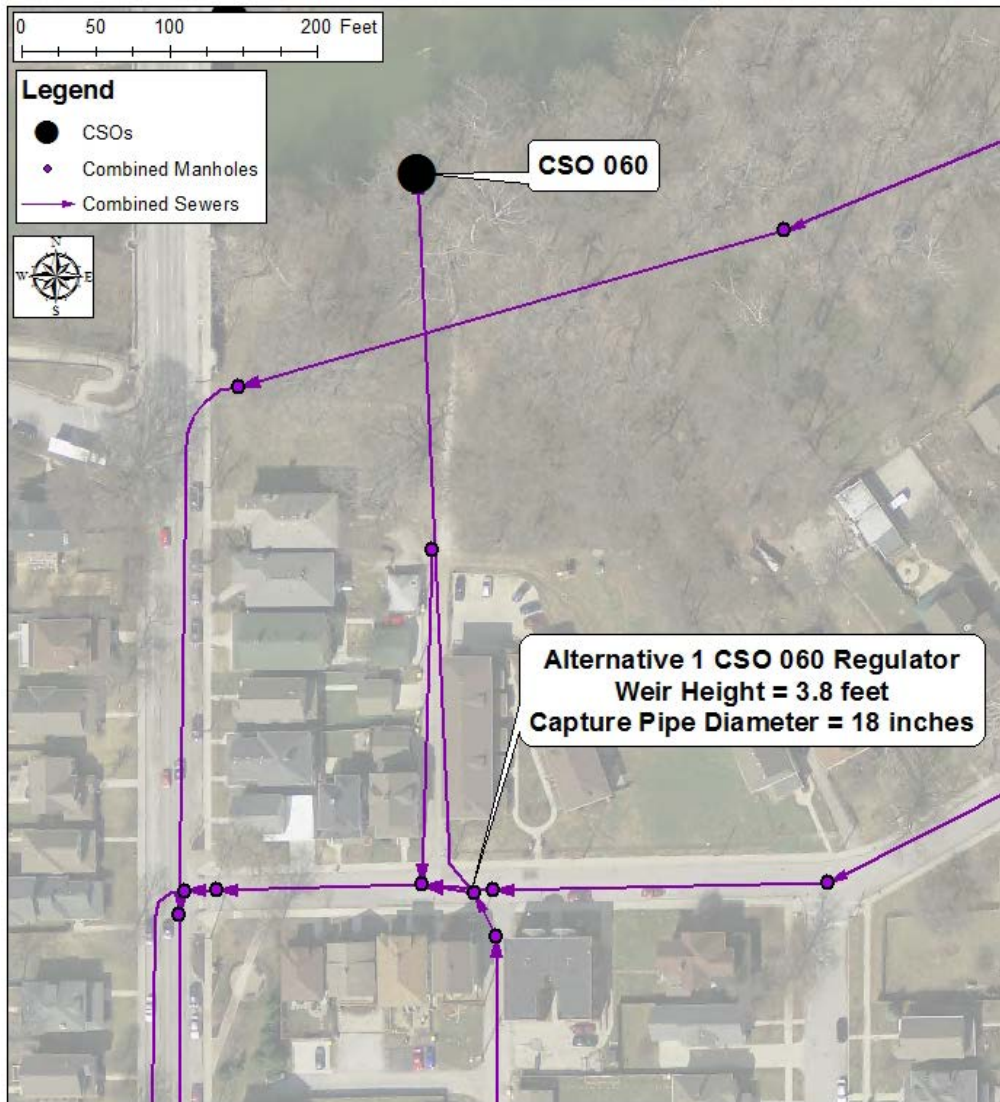 0 50 100 200 Feet
Legend
CSOs
Combined Manholes
Combined Sewers
N
W E
S
CSO 060
Alternative 1 CSO 060 Regulator
Weir Height = 3.8 feet
Capture Pipe Diameter = 18 inches